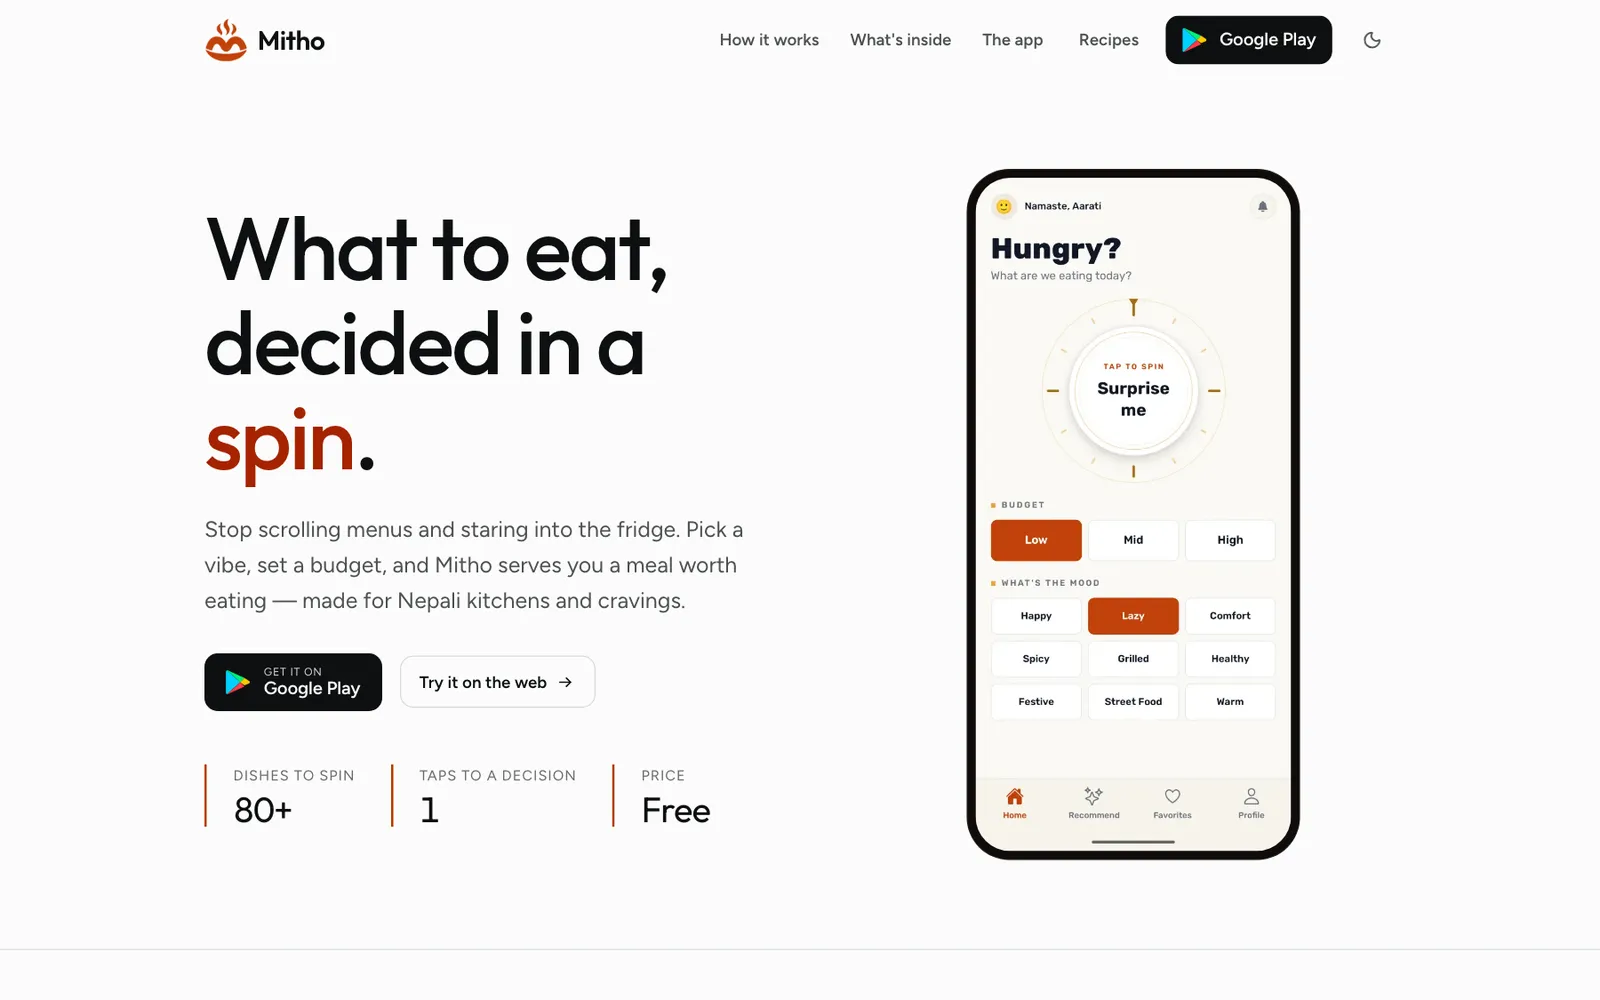 Mitho
How it works
What's inside
The app
Recipes
Google Play
What to eat,
decided in a
spin.
Stop scrolling menus and staring into the fridge. Pick a
vibe, set a budget, and Mitho serves you a meal worth
eating — made for Nepali kitchens and cravings.
GET IT ON
Google Play
Try it on the web →
DISHES TO SPIN
80+
TAPS TO A DECISION
1
PRICE
Free
Namaste, Aarati
Hungry?
What are we eating today?
TAP TO SPIN
Surprise
me
BUDGET
Low
Mid
High
WHAT'S THE MOOD
Happy
Lazy
Comfort
Spicy
Grilled
Healthy
Festive
Street Food
Warm
Home
Recommend
Favorites
Profile